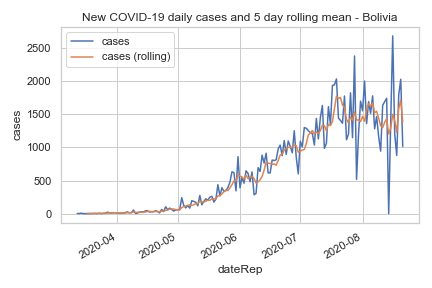 New COVID-19 daily cases and 5 day rolling mean - Bolivia
cases
cases (rolling)
2500
2000
1500
1000
500
0
cases
2020-04
2020-05
2020-06
2020-07
2020-08
dateRep